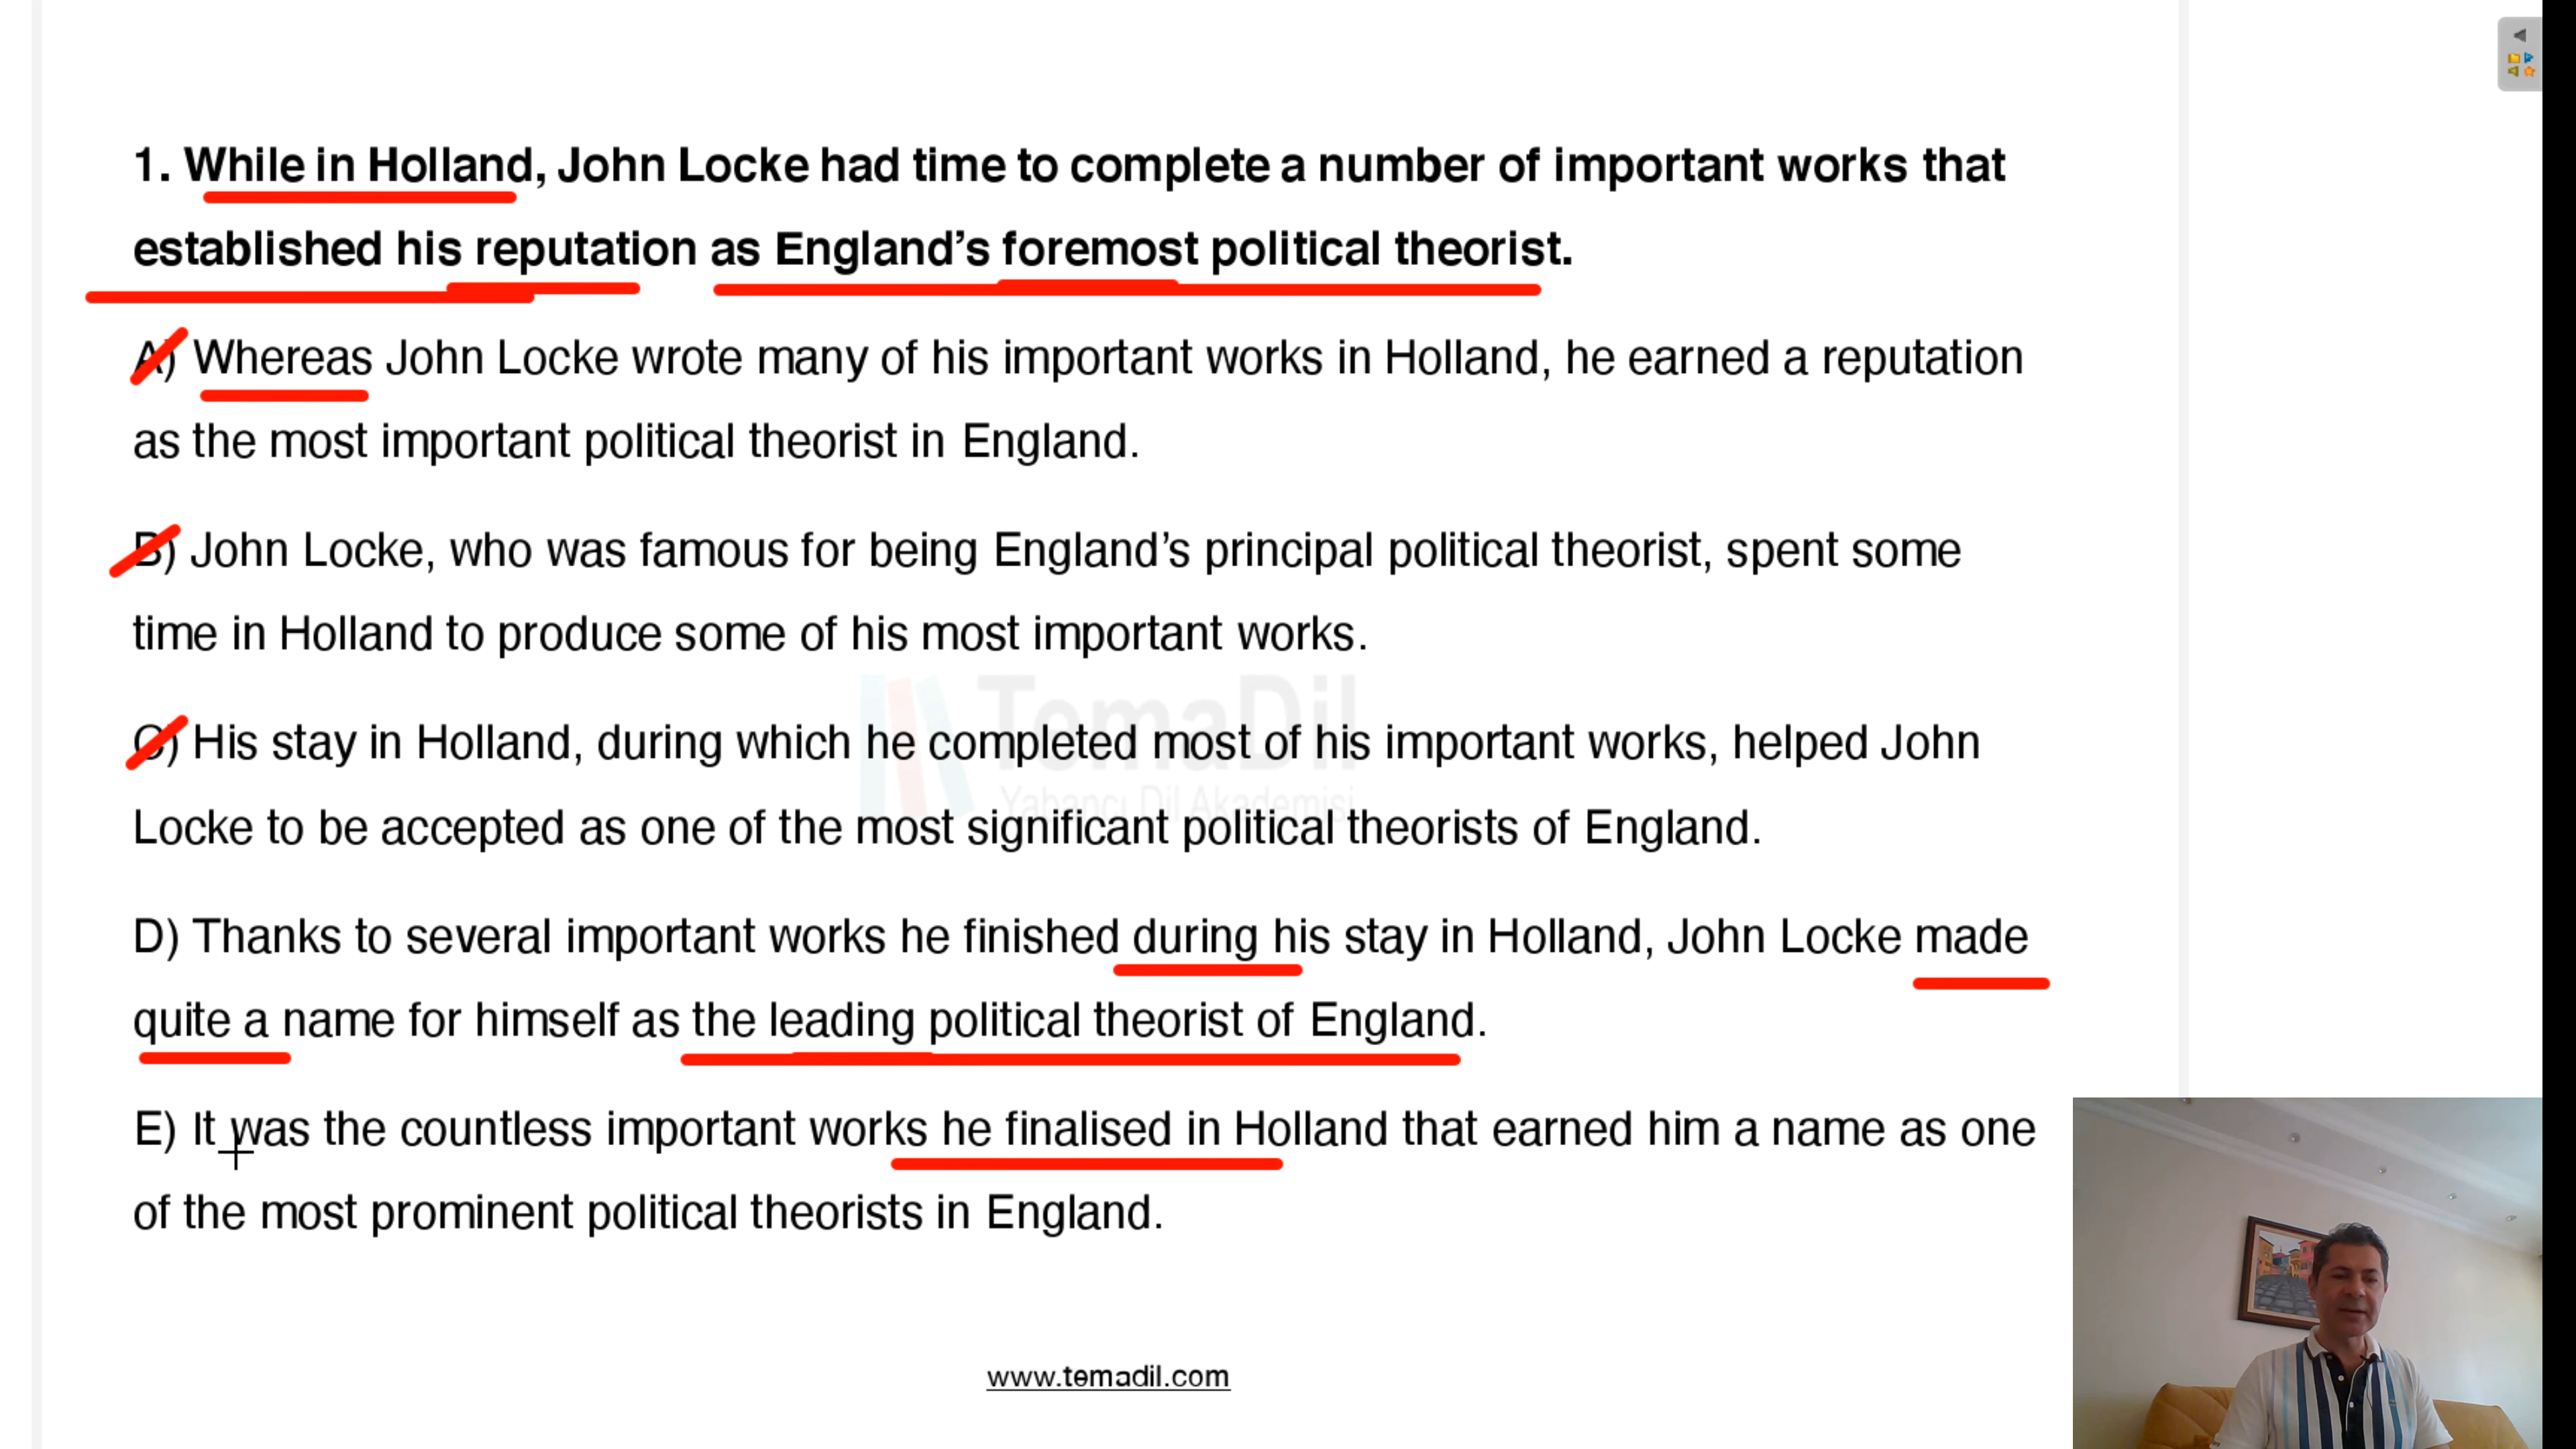 1. While in Holland, John Locke had time to complete a number of important works that
established his reputation as England’s foremost political theorist.
A) Whereas John Locke wrote many of his important works in Holland, he earned a reputation
as the most important political theorist in England.
B) John Locke, who was famous for being England’s principal political theorist, spent some
time in Holland to produce some of his most important works.
C) His stay in Holland, during which he completed most of his important works, helped John
Locke to be accepted as one of the most significant political theorists of England.
TemaDil
Yabancı Dil Akademisi
D) Thanks to several important works he finished during his stay in Holland, John Locke made
quite a name for himself as the leading political theorist of England.
E) It was the countless important works he finalised in Holland that earned him a name as one
of the most prominent political theorists in England.
www.temadil.com